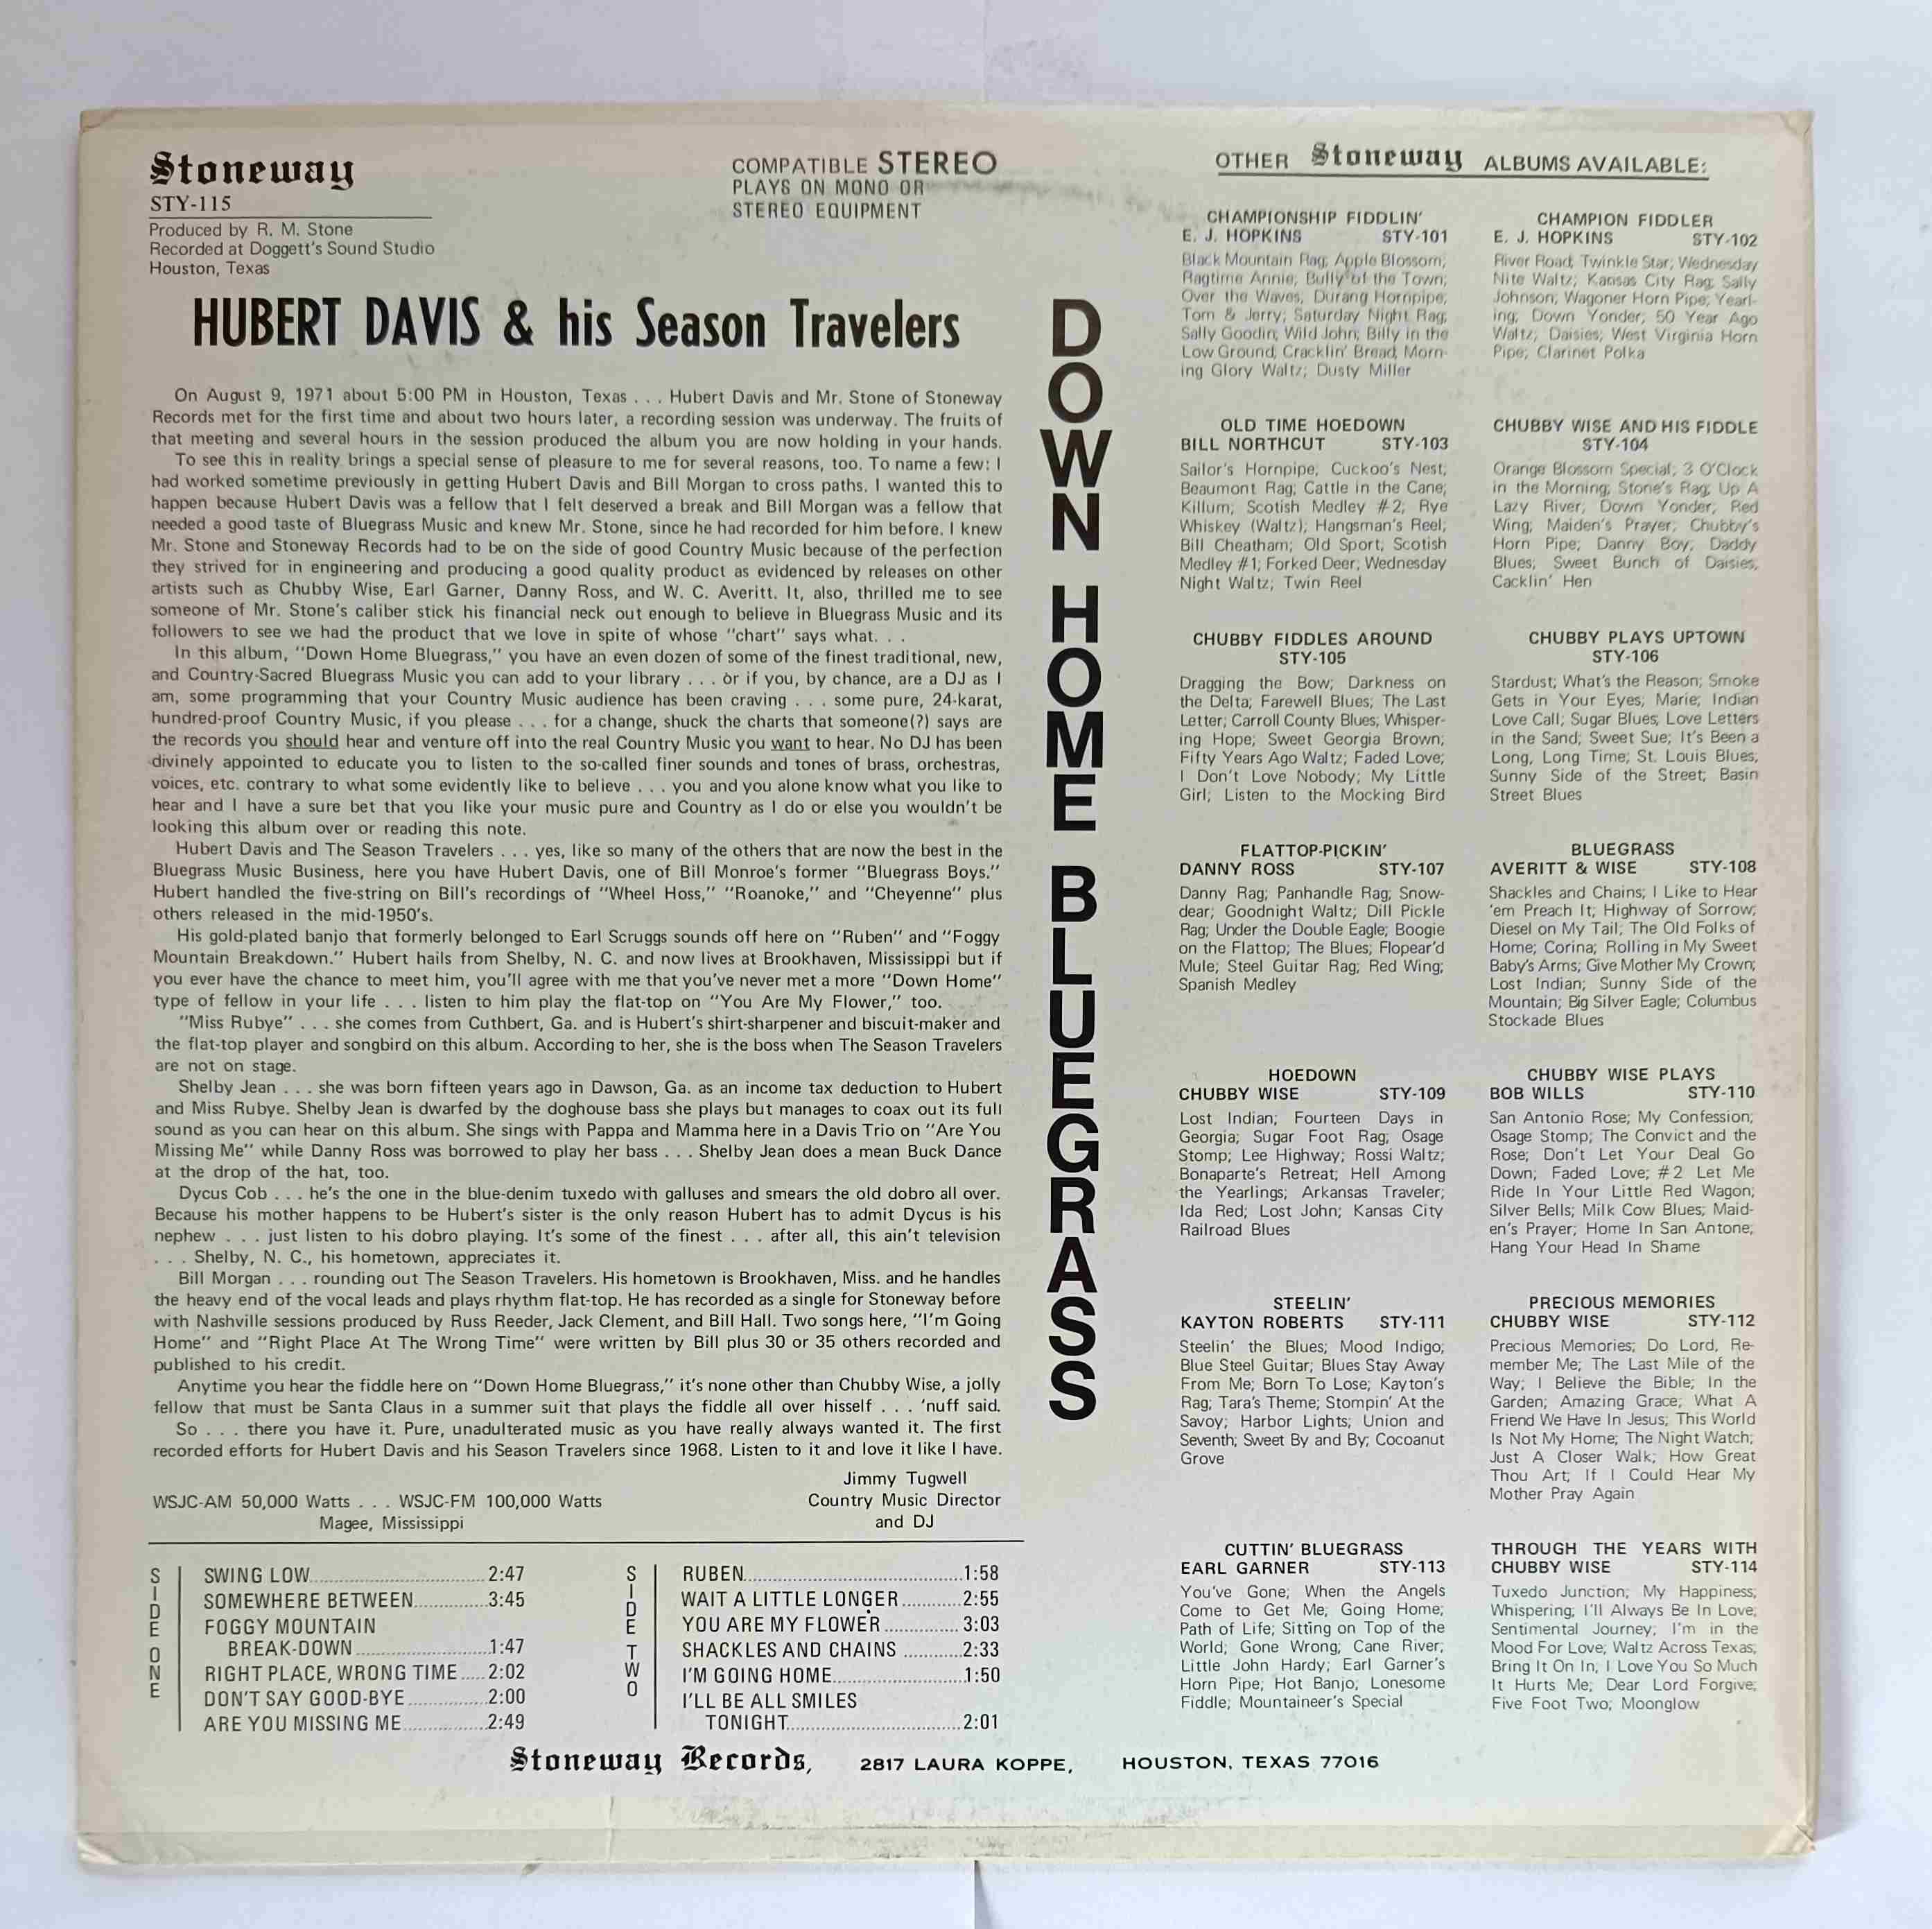 Stoneway
STY-115
Produced by R. M. Stone
Recorded at Doggett's Sound Studio
Houston, Texas
COMPATIBLE STEREO
PLAYS ON MONO OR
STEREO EQUIPMENT
HUBERT DAVIS & his Season Travelers
On August 9, 1971 about 5:00 PM in Houston, Texas . . . Hubert Davis and Mr. Stone of Stoneway
Records met for the first time and about two hours later, a recording session was underway. The fruits of
that meeting and several hours in the session produced the album you are now holding in your hands.
To see this in reality brings a special sense of pleasure to me for several reasons, too. To name a few: I
had worked sometime previously in getting Hubert Davis and Bill Morgan to cross paths. I wanted this to
happen because Hubert Davis was a fellow that I felt deserved a break and Bill Morgan was a fellow that
needed a good taste of Bluegrass Music and knew Mr. Stone, since he had recorded for him before. I knew
Mr. Stone and Stoneway Records had to be on the side of good Country Music because of the perfection
they strived for in engineering and producing a good quality product as evidenced by releases on other
artists such as Chubby Wise, Earl Garner, Danny Ross, and W. C. Averitt. It, also, thrilled me to see
someone of Mr. Stone's caliber stick his financial neck out enough to believe in Bluegrass Music and its
followers to see we had the product that we love in spite of whose "chart" says what. . .
In this album, "Down Home Bluegrass," you have an even dozen of some of the finest traditional, new,
and Country-Sacred Bluegrass Music you can add to your library . . . or if you, by chance, are a DJ as I
am, some programming that your Country Music audience has been craving . . . some pure, 24-karat,
hundred-proof Country Music, if you please . . . for a change, shuck the charts that someone(?) says are
the records you should hear and venture off into the real Country Music you want to hear. No DJ has been
divinely appointed to educate you to listen to the so-called finer sounds and tones of brass, orchestras,
voices, etc. contrary to what some evidently like to believe . . . you and you alone know what you like to
hear and I have a sure bet that you like your music pure and Country as I do or else you wouldn't be
looking this album over or reading this note.
Hubert Davis and The Season Travelers . . . yes, like so many of the others that are now the best in the
Bluegrass Music Business, here you have Hubert Davis, one of Bill Monroe's former "Bluegrass Boys."
Hubert handled the five-string on Bill's recordings of "Wheel Hoss," "Roanoke," and "Cheyenne" plus
others released in the mid-1950's.
His gold-plated banjo that formerly belonged to Earl Scruggs sounds off here on "Ruben" and "Foggy
Mountain Breakdown." Hubert hails from Shelby, N. C. and now lives at Brookhaven, Mississippi but if
you ever have the chance to meet him, you'll agree with me that you've never met a more "Down Home"
type of fellow in your life . . . listen to him play the flat-top on "You Are My Flower," too.
"Miss Rubye" . . . she comes from Cuthbert, Ga. and is Hubert's shirt-sharpener and biscuit-maker and
the flat-top player and songbird on this album. According to her, she is the boss when The Season Travelers
are not on stage.
Shelby Jean . . . she was born fifteen years ago in Dawson, Ga. as an income tax deduction to Hubert
and Miss Rubye. Shelby Jean is dwarfed by the doghouse bass she plays but manages to coax out its full
sound as you can hear on this album. She sings with Pappa and Mamma here in a Davis Trio on "Are You
Missing Me" while Danny Ross was borrowed to play her bass . . . Shelby Jean does a mean Buck Dance
at the drop of the hat, too.
Dycus Cob . . . he's the one in the blue-denim tuxedo with galluses and smears the old dobro all over.
Because his mother happens to be Hubert's sister is the only reason Hubert has to admit Dycus is his
nephew . . . just listen to his dobro playing. It's some of the finest . . . after all, this ain't television
. . . Shelby, N. C., his hometown, appreciates it.
Bill Morgan . . . rounding out The Season Travelers. His hometown is Brookhaven, Miss. and he handles
the heavy end of the vocal leads and plays rhythm flat-top. He has recorded as a single for Stoneway before
with Nashville sessions produced by Russ Reeder, Jack Clement, and Bill Hall. Two songs here, "I'm Going
Home" and "Right Place At The Wrong Time" were written by Bill plus 30 or 35 others recorded and
published to his credit.
Anytime you hear the fiddle here on "Down Home Bluegrass," it's none other than Chubby Wise, a jolly
fellow that must be Santa Claus in a summer suit that plays the fiddle all over hisself . . . 'nuff said.
So . . . there you have it. Pure, unadulterated music as you have really always wanted it. The first
recorded efforts for Hubert Davis and his Season Travelers since 1968. Listen to it and love it like I have.
Jimmy Tugwell
Country Music Director
and DJ
WSJC-AM 50,000 Watts . . . WSJC-FM 100,000 Watts
Magee, Mississippi
SIDE ONE
SWING LOW 2:47
SOMEWHERE BETWEEN 3:45
FOGGY MOUNTAIN
BREAK-DOWN 1:47
RIGHT PLACE, WRONG TIME 2:02
DON'T SAY GOOD-BYE 2:00
ARE YOU MISSING ME 2:49
SIDE TWO
RUBEN 1:58
WAIT A LITTLE LONGER 2:55
YOU ARE MY FLOWER 3:03
SHACKLES AND CHAINS 2:33
I'M GOING HOME 1:50
I'LL BE ALL SMILES
TONIGHT 2:01
DOWN HOME BLUEGRASS
OTHER Stoneway ALBUMS AVAILABLE:
CHAMPIONSHIP FIDDLIN'
E. J. HOPKINS STY-101
Black Mountain Rag; Apple Blossom;
Ragtime Annie; Bully of the Town;
Over the Waves, Durang Hornpipe;
Tom & Jerry; Saturday Night Rag;
Sally Goodin; Wild John; Billy in the
Low Ground; Cracklin' Bread; Morn-
ing Glory Waltz; Dusty Miller
CHAMPION FIDDLER
E. J. HOPKINS STY-102
River Road; Twinkle Star; Wednesday
Nite Waltz; Kansas City Rag; Sally
Johnson; Wagoner Horn Pipe; Yearl-
ing; Down Yonder; 50 Year Ago
Waltz; Daisies; West Virginia Horn
Pipe; Clarinet Polka
OLD TIME HOEDOWN
BILL NORTHCUT STY-103
Sailor's Hornpipe; Cuckoo's Nest;
Beaumont Rag; Cattle in the Cane;
Killum; Scotish Medley #2; Rye
Whiskey (Waltz); Hangsman's Reel;
Bill Cheatham; Old Sport; Scotish
Medley #1; Forked Deer; Wednesday
Night Waltz; Twin Reel
CHUBBY WISE AND HIS FIDDLE
STY-104
Orange Blossom Special; 3 O'Clock
in the Morning; Stone's Rag; Up A
Lazy River; Down Yonder; Red
Wing; Maiden's Prayer; Chubby's
Horn Pipe; Danny Boy; Daddy
Blues; Sweet Bunch of Daisies,
Cacklin' Hen
CHUBBY FIDDLES AROUND
STY-105
Dragging the Bow; Darkness on
the Delta; Farewell Blues; The Last
Letter; Carroll County Blues; Whisper-
ing Hope; Sweet Georgia Brown;
Fifty Years Ago Waltz; Faded Love;
I Don't Love Nobody; My Little
Girl; Listen to the Mocking Bird
CHUBBY PLAYS UPTOWN
STY-106
Stardust; What's the Reason; Smoke
Gets in Your Eyes; Marie; Indian
Love Call; Sugar Blues; Love Letters
in the Sand; Sweet Sue; It's Been a
Long, Long Time; St. Louis Blues;
Sunny Side of the Street; Basin
Street Blues
FLATTOP-PICKIN'
DANNY ROSS STY-107
Danny Rag; Panhandle Rag; Snow-
dear; Goodnight Waltz; Dill Pickle
Rag; Under the Double Eagle; Boogie
on the Flattop; The Blues; Flopear'd
Mule; Steel Guitar Rag; Red Wing;
Spanish Medley
BLUEGRASS
AVERITT & WISE STY-108
Shackles and Chains; I Like to Hear
'em Preach It; Highway of Sorrow;
Diesel on My Tail; The Old Folks of
Home; Corina; Rolling in My Sweet
Baby's Arms; Give Mother My Crown;
Lost Indian; Sunny Side of the
Mountain; Big Silver Eagle; Columbus
Stockade Blues
HOEDOWN
CHUBBY WISE STY-109
Lost Indian; Fourteen Days in
Georgia; Sugar Foot Rag; Osage
Stomp; Lee Highway; Rossi Waltz;
Bonaparte's Retreat; Hell Among
the Yearlings; Arkansas Traveler;
Ida Red; Lost John; Kansas City
Railroad Blues
CHUBBY WISE PLAYS
BOB WILLS STY-110
San Antonio Rose; My Confession;
Osage Stomp; The Convict and the
Rose; Don't Let Your Deal Go
Down; Faded Love; #2 Let Me
Ride In Your Little Red Wagon;
Silver Bells; Milk Cow Blues; Maid-
en's Prayer; Home In San Antone;
Hang Your Head In Shame
STEELIN'
KAYTON ROBERTS STY-111
Steelin' the Blues; Mood Indigo;
Blue Steel Guitar; Blues Stay Away
From Me; Born To Lose; Kayton's
Rag; Tara's Theme; Stompin' At the
Savoy; Harbor Lights; Union and
Seventh; Sweet By and By; Cocoanut
Grove
PRECIOUS MEMORIES
CHUBBY WISE STY-112
Precious Memories; Do Lord, Re-
member Me; The Last Mile of the
Way; I Believe the Bible; In the
Garden; Amazing Grace; What A
Friend We Have In Jesus; This World
Is Not My Home; The Night Watch;
Just A Closer Walk; How Great
Thou Art; If I Could Hear My
Mother Pray Again
CUTTIN' BLUEGRASS
EARL GARNER STY-113
You've Gone; When the Angels
Come to Get Me; Going Home;
Path of Life; Sitting on Top of the
World; Gone Wrong; Cane River;
Little John Hardy; Earl Garner's
Horn Pipe; Hot Banjo; Lonesome
Fiddle; Mountaineer's Special
THROUGH THE YEARS WITH
CHUBBY WISE STY-114
Tuxedo Junction; My Happiness;
Whispering; I'll Always Be In Love;
Sentimental Journey; I'm in the
Mood For Love; Waltz Across Texas;
Bring It On In; I Love You So Much
It Hurts Me; Dear Lord Forgive;
Five Foot Two; Moonglow
Stoneway Records, 2817 LAURA KOPPE, HOUSTON, TEXAS 77016